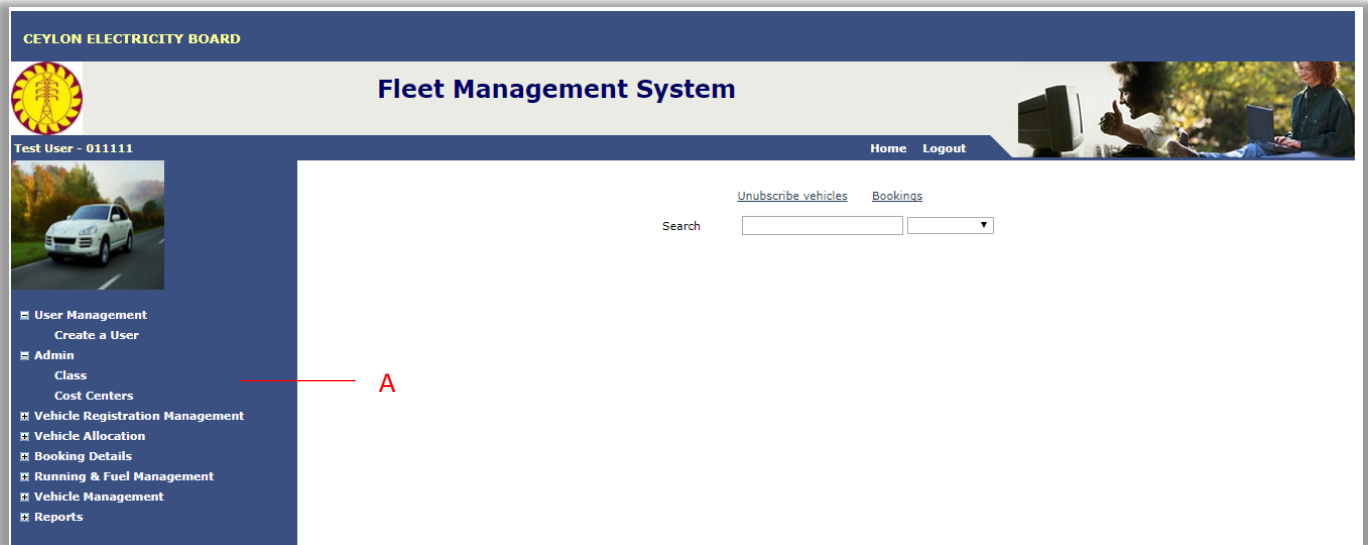 CEYLON ELECTRICITY BOARD
Fleet Management System
Test User - 011111
Home Logout
Unubscribe vehicles Bookings
Search
User Management
Create a User
Admin
Class
A
Cost Centers
Vehicle Registration Management
Vehicle Allocation
Booking Details
Running & Fuel Management
Vehicle Management
Reports